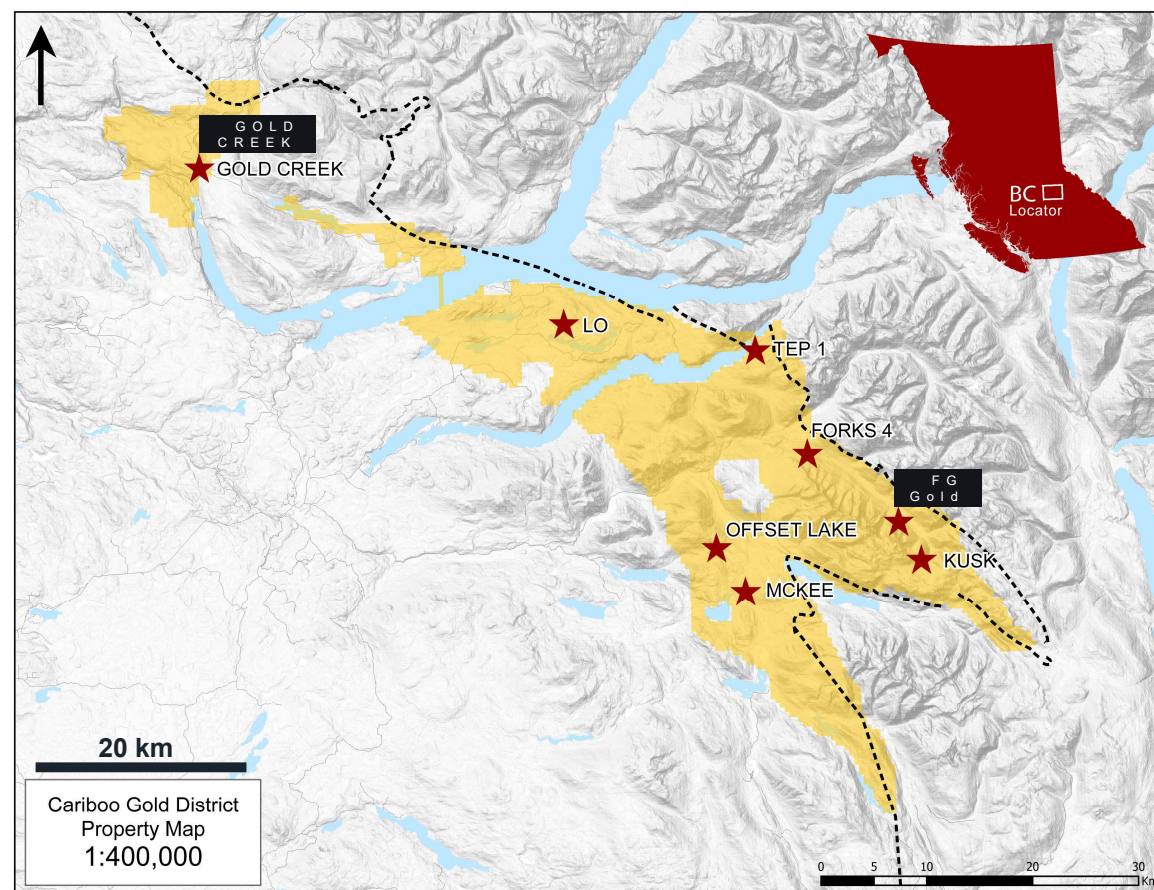 GOLD
CREEK
GOLD CREEK
BC
Locator
LO
TEP 1
FORKS 4
FG
Gold
OFFSET LAKE
KUSK
MCKEE
20 km
Cariboo Gold District
Property Map
1:400,000
0 5 10 20 30
Km